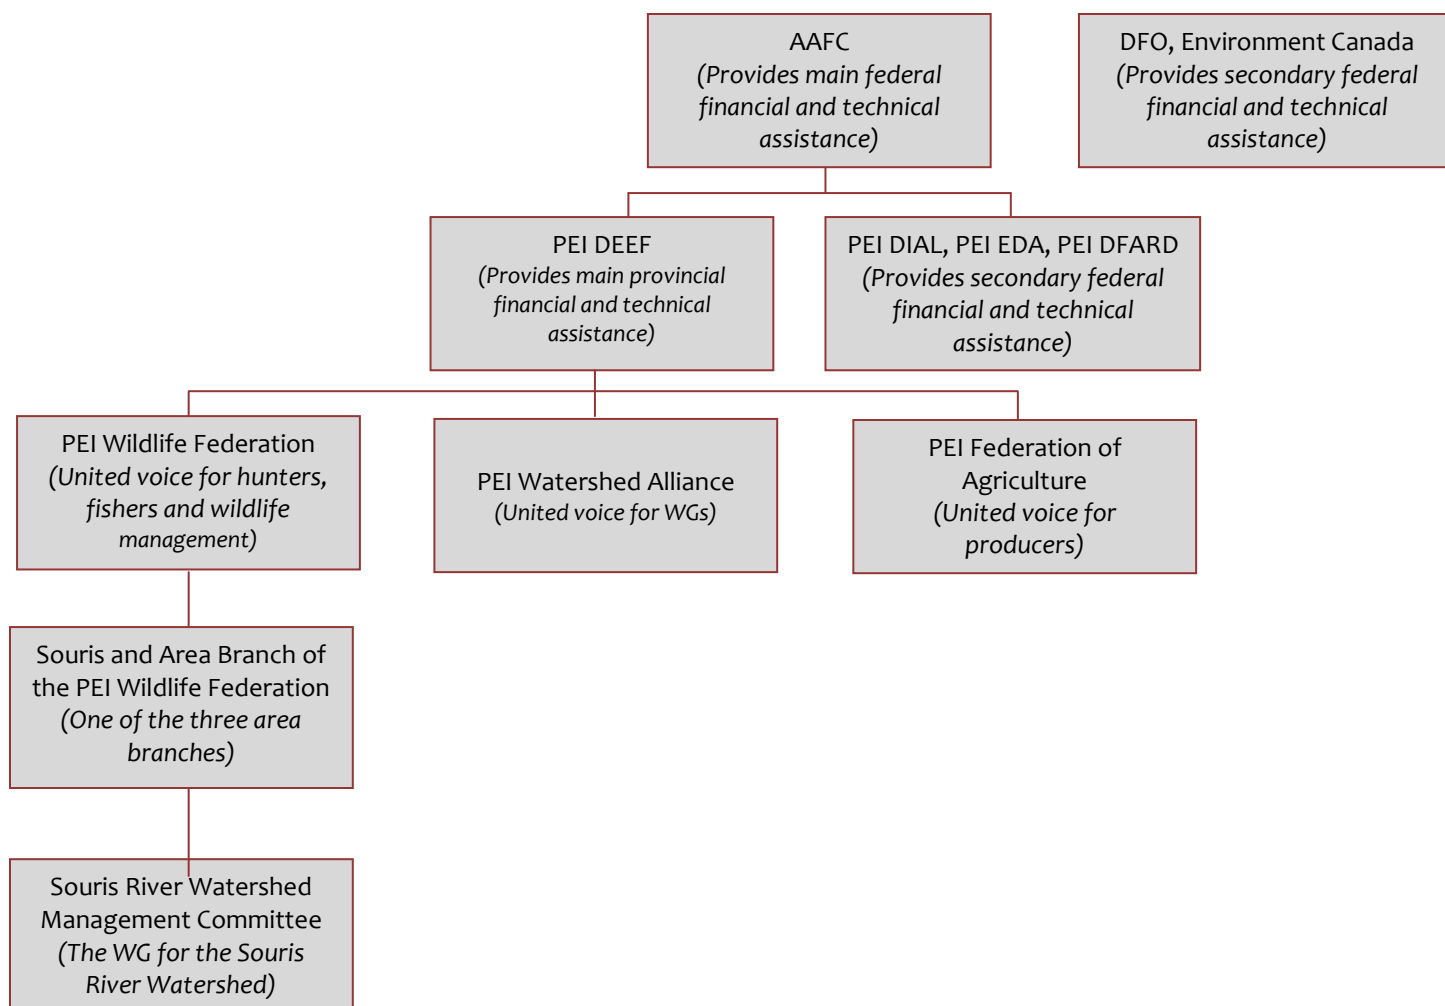 AAFC
(Provides main federal
financial and technical
assistance)
DFO, Environment Canada
(Provides secondary federal
financial and technical
assistance)
PEI DEEF
(Provides main provincial
financial and technical
assistance)
PEI DIAL, PEI EDA, PEI DFARD
(Provides secondary federal
financial and technical
assistance)
PEI Wildlife Federation
(United voice for hunters,
fishers and wildlife
management)
PEI Watershed Alliance
(United voice for WGs)
PEI Federation of
Agriculture
(United voice for
producers)
Souris and Area Branch of
the PEI Wildlife Federation
(One of the three area
branches)
Souris River Watershed
Management Committee
(The WG for the Souris
River Watershed)